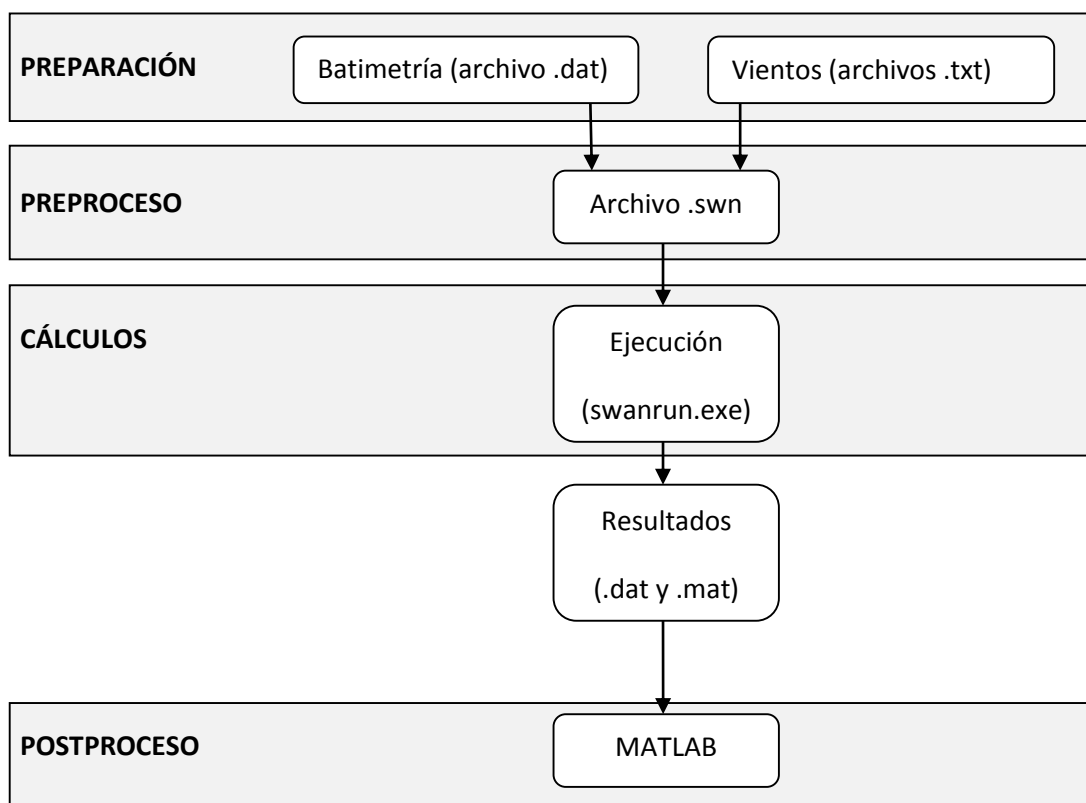 PREPARACIÓN
Batimetría (archivo .dat)
Vientos (archivos .txt)
PREPROCESO
Archivo .swn
CÁLCULOS
Ejecución
(swanrun.exe)
Resultados
(.dat y .mat)
POSTPROCESO
MATLAB